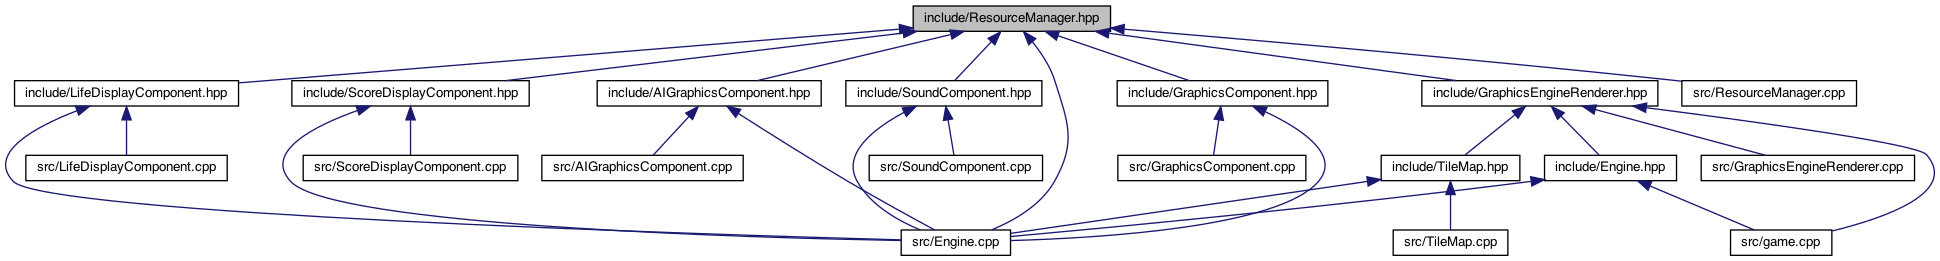 include/ResourceManager.hpp
include/LifeDisplayComponent.hpp
include/ScoreDisplayComponent.hpp
include/AIGraphicsComponent.hpp
include/SoundComponent.hpp
include/GraphicsComponent.hpp
include/GraphicsEngineRenderer.hpp
src/ResourceManager.cpp
src/LifeDisplayComponent.cpp
src/ScoreDisplayComponent.cpp
src/AIGraphicsComponent.cpp
src/SoundComponent.cpp
src/GraphicsComponent.cpp
include/TileMap.hpp
include/Engine.hpp
src/GraphicsEngineRenderer.cpp
src/Engine.cpp
src/TileMap.cpp
src/game.cpp